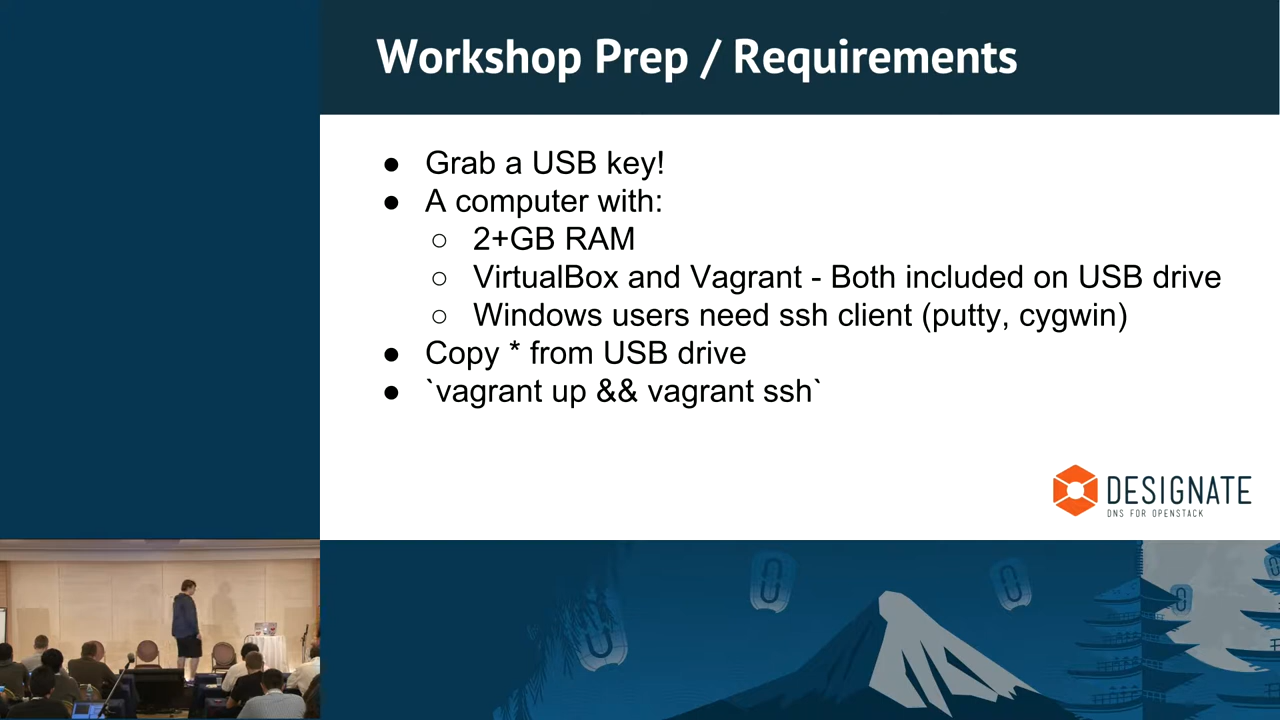 Workshop Prep / Requirements
● Grab a USB key!
● A computer with:
○ 2+GB RAM
○ VirtualBox and Vagrant - Both included on USB drive
○ Windows users need ssh client (putty, cygwin)
● Copy * from USB drive
● `vagrant up && vagrant ssh`
DESIGNATE
DNS FOR OPENSTACK